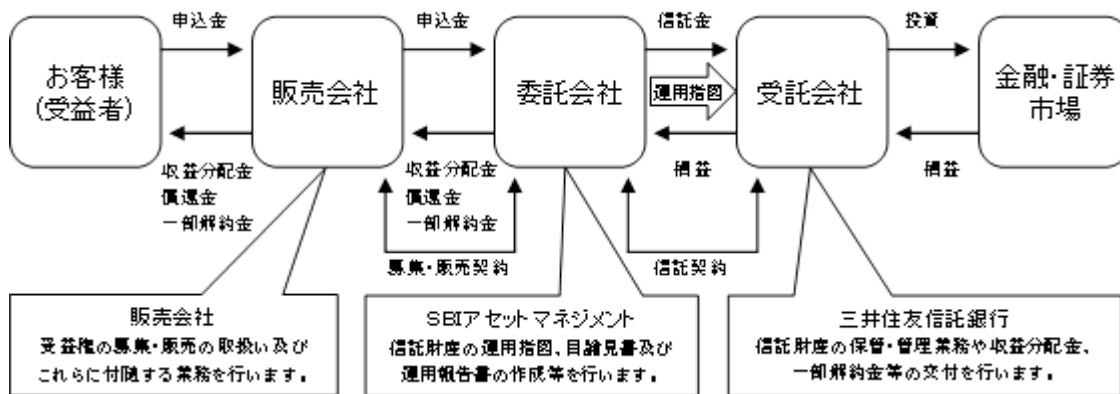 申込金
申込金
信託金
投資
お客様
(受益者)
販売会社
委託会社
運用指図
受託会社
金融・証券
市場
収益分配金
償還金
一部解約金
収益分配金
償還金
一部解約金
損益
損益
募集・販売契約
信託契約
販売会社
受益権の募集・販売の取扱い及び
これらに付随する業務を行います。
SBIアセットマネジメント
信託財産の運用指図、目論見書及び
運用報告書の作成等を行います。
三井住友信託銀行
信託財産の保管・管理業務や収益分配金、
一部解約金等の交付を行います。